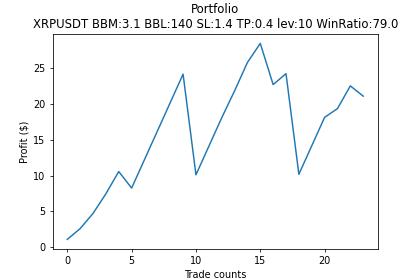 Portfolio
XRPUSDT BBM:3.1 BBL:140 SL:1.4 TP:0.4 lev:10 WinRatio:79.0
Profit ($)
25
20
15
10
5
0
0 5 10 15 20
Trade counts